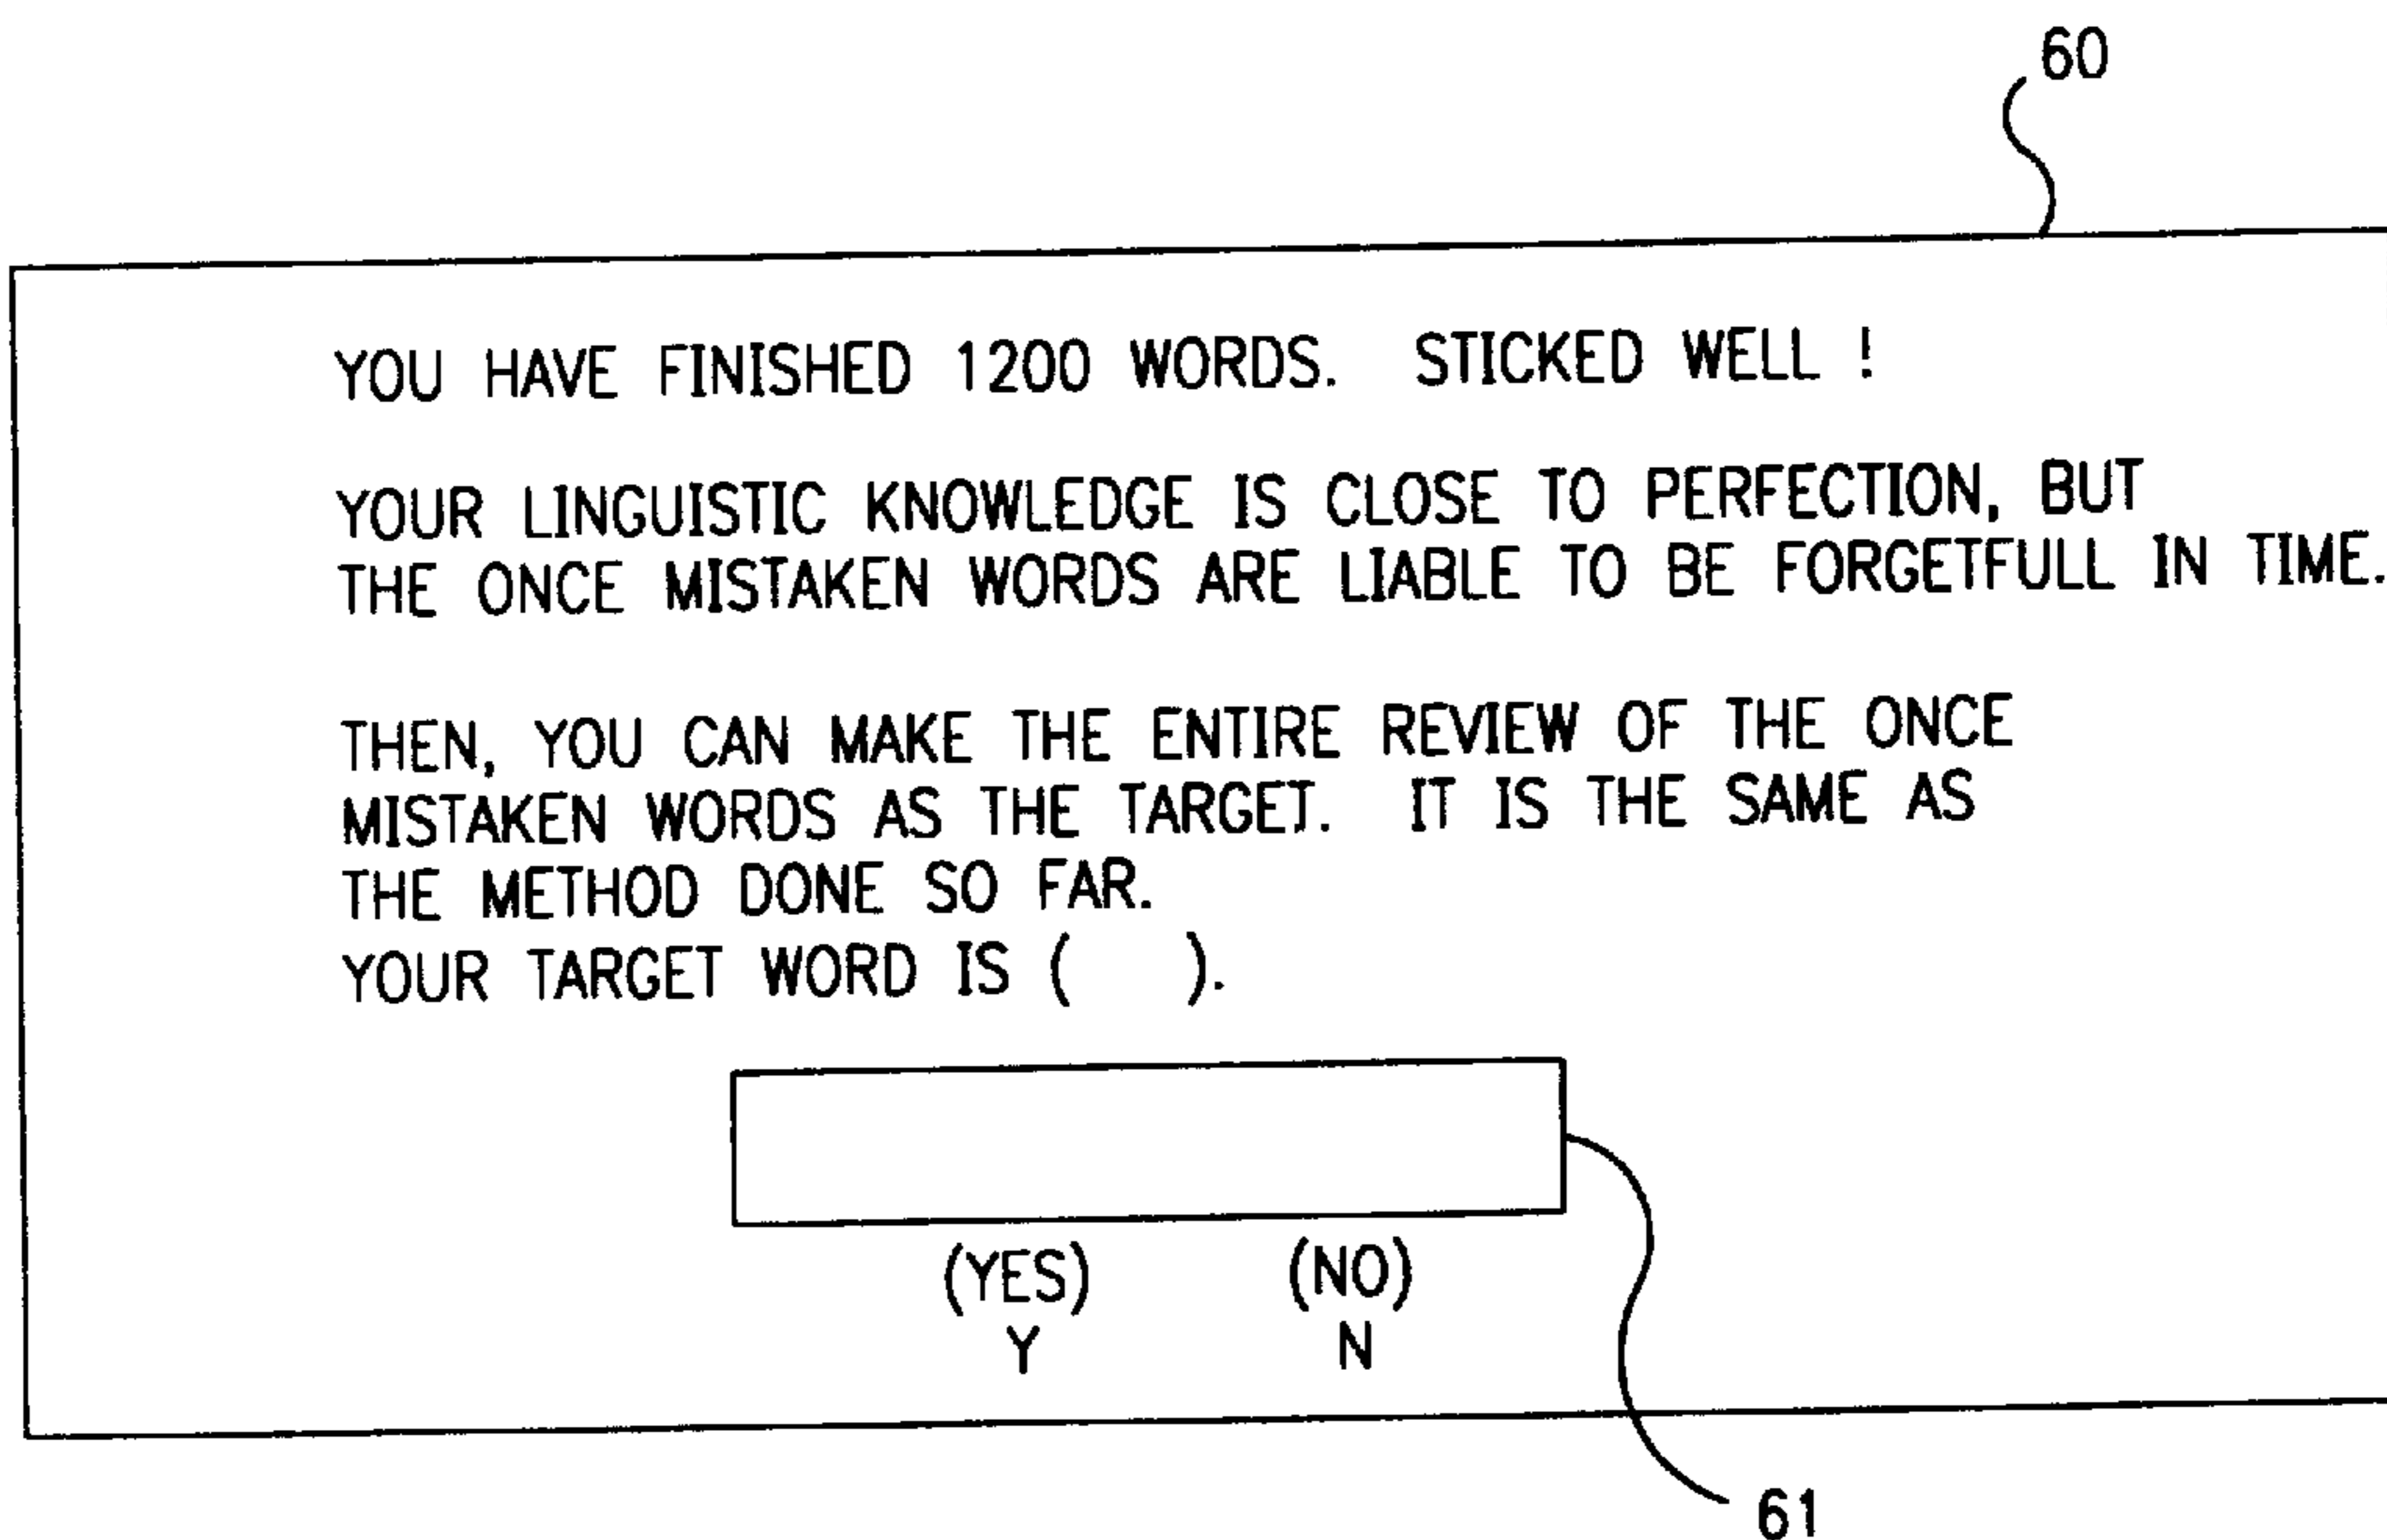 60
YOU HAVE FINISHED 1200 WORDS. STICKED WELL !
YOUR LINGUISTIC KNOWLEDGE IS CLOSE TO PERFECTION, BUT
THE ONCE MISTAKEN WORDS ARE LIABLE TO BE FORGETFULL IN TIME.
THEN, YOU CAN MAKE THE ENTIRE REVIEW OF THE ONCE
MISTAKEN WORDS AS THE TARGET. IT IS THE SAME AS
THE METHOD DONE SO FAR.
YOUR TARGET WORD IS ( ).
(YES) (NO)
Y N
61